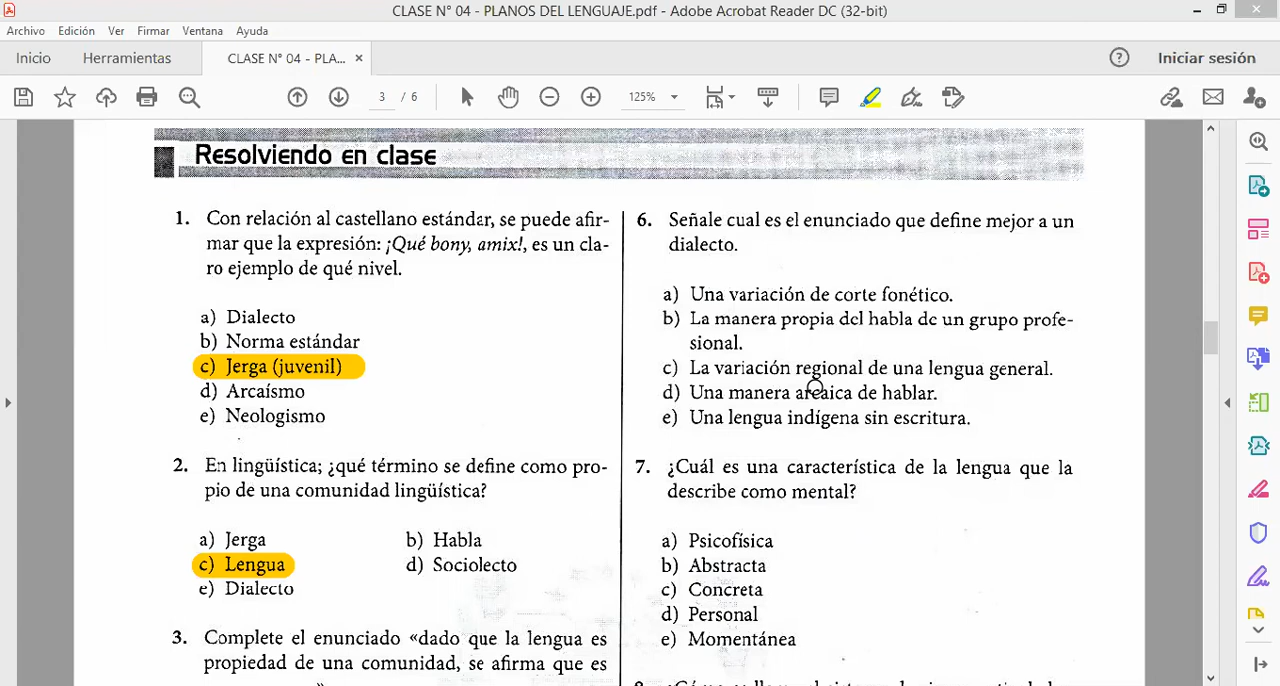 CLASE N° 04 - PLANOS DEL LENGUAJE.pdf - Adobe Acrobat Reader DC (32-bit)
Archivo Edición Ver Firmar Ventana Ayuda
Inicio Herramientas CLASE N° 04 - PLA... × Iniciar sesión
3 / 6 125%
Resolviendo en clase
1. Con relación al castellano estándar, se puede afir-
mar que la expresión: ¡Qué bony, amix!, es un cla-
ro ejemplo de qué nivel.
a) Dialecto
b) Norma estándar
c) Jerga (juvenil)
d) Arcaísmo
e) Neologismo
2. En lingüística; ¿qué término se define como pro-
pio de una comunidad lingüística?
a) Jerga b) Habla
c) Lengua d) Sociolecto
e) Dialecto
3. Complete el enunciado «dado que la lengua es
propiedad de una comunidad, se afirma que es
6. Señale cual es el enunciado que define mejor a un
dialecto.
a) Una variación de corte fonético.
b) La manera propia del habla de un grupo profe-
sional.
c) La variación regional de una lengua general.
d) Una manera arcaica de hablar.
e) Una lengua indígena sin escritura.
7. ¿Cuál es una característica de la lengua que la
describe como mental?
a) Psicofísica
b) Abstracta
c) Concreta
d) Personal
e) Momentánea